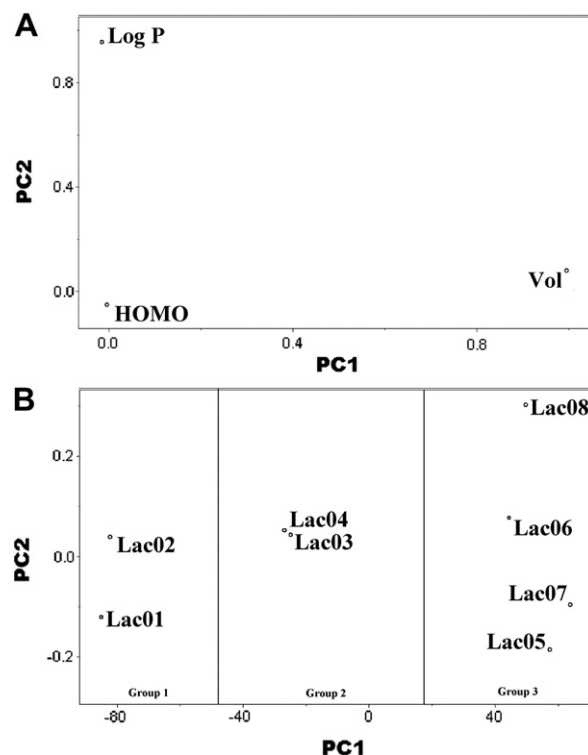 A
Log P
0.8
PC2
0.4
Vol
0.0
HOMO
0.0 0.4 0.8
PC1
B
Lac08
0.2
Lac04
Lac06
Lac02
Lac03
PC2
0.0
Lac07
Lac01
Lac05
-0.2
Group 1 Group 2 Group 3
-80 -40 0 40
PC1